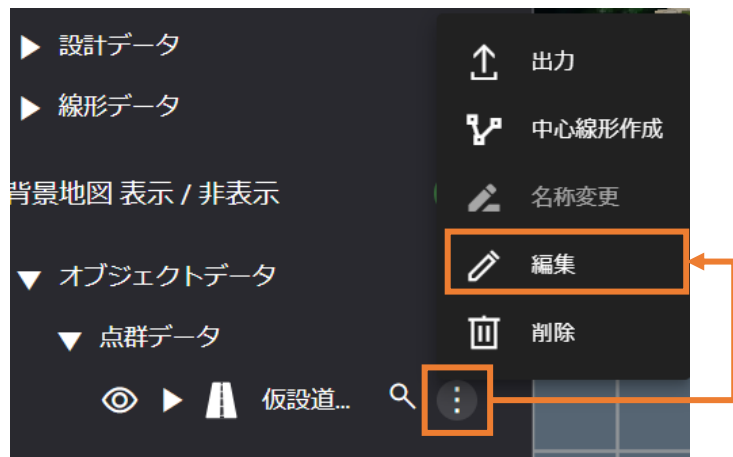 設計データ
線形データ
背景地図 表示 / 非表示
オブジェクトデータ
点群データ
仮設道...
出力
中心線形作成
名称変更
編集
削除